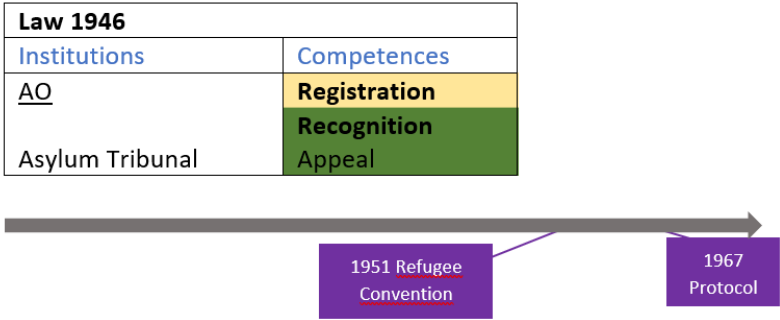 Law 1946
Institutions Competences
AO Registration
Recognition
Asylum Tribunal Appeal
1951 Refugee
Convention
1967
Protocol